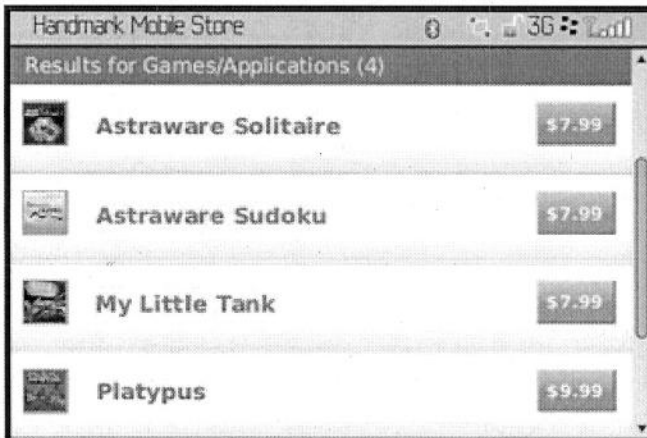 Handmark Mobile Store 3G
Results for Games/Applications (4)
Astraware Solitaire $7.99
Astraware Sudoku $7.99
My Little Tank $7.99
Platypus $9.99